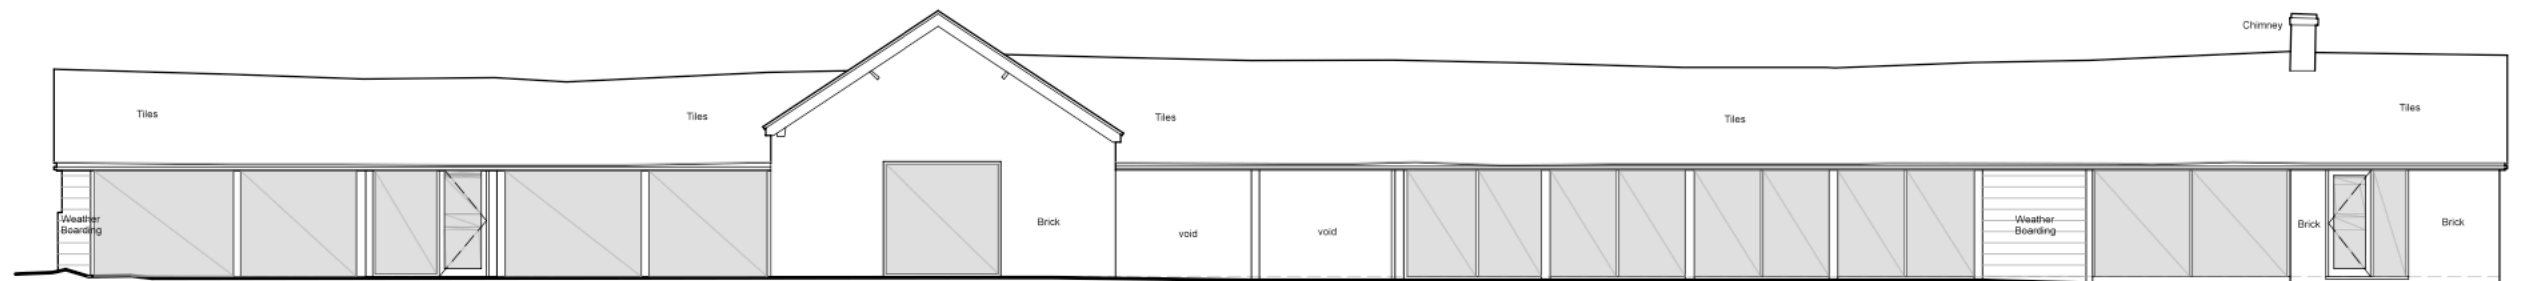 Chimney
Tiles
Tiles
Tiles
Tiles
Tiles
Weather
Boarding
Brick
void
void
Weather
Boarding
Brick
Brick